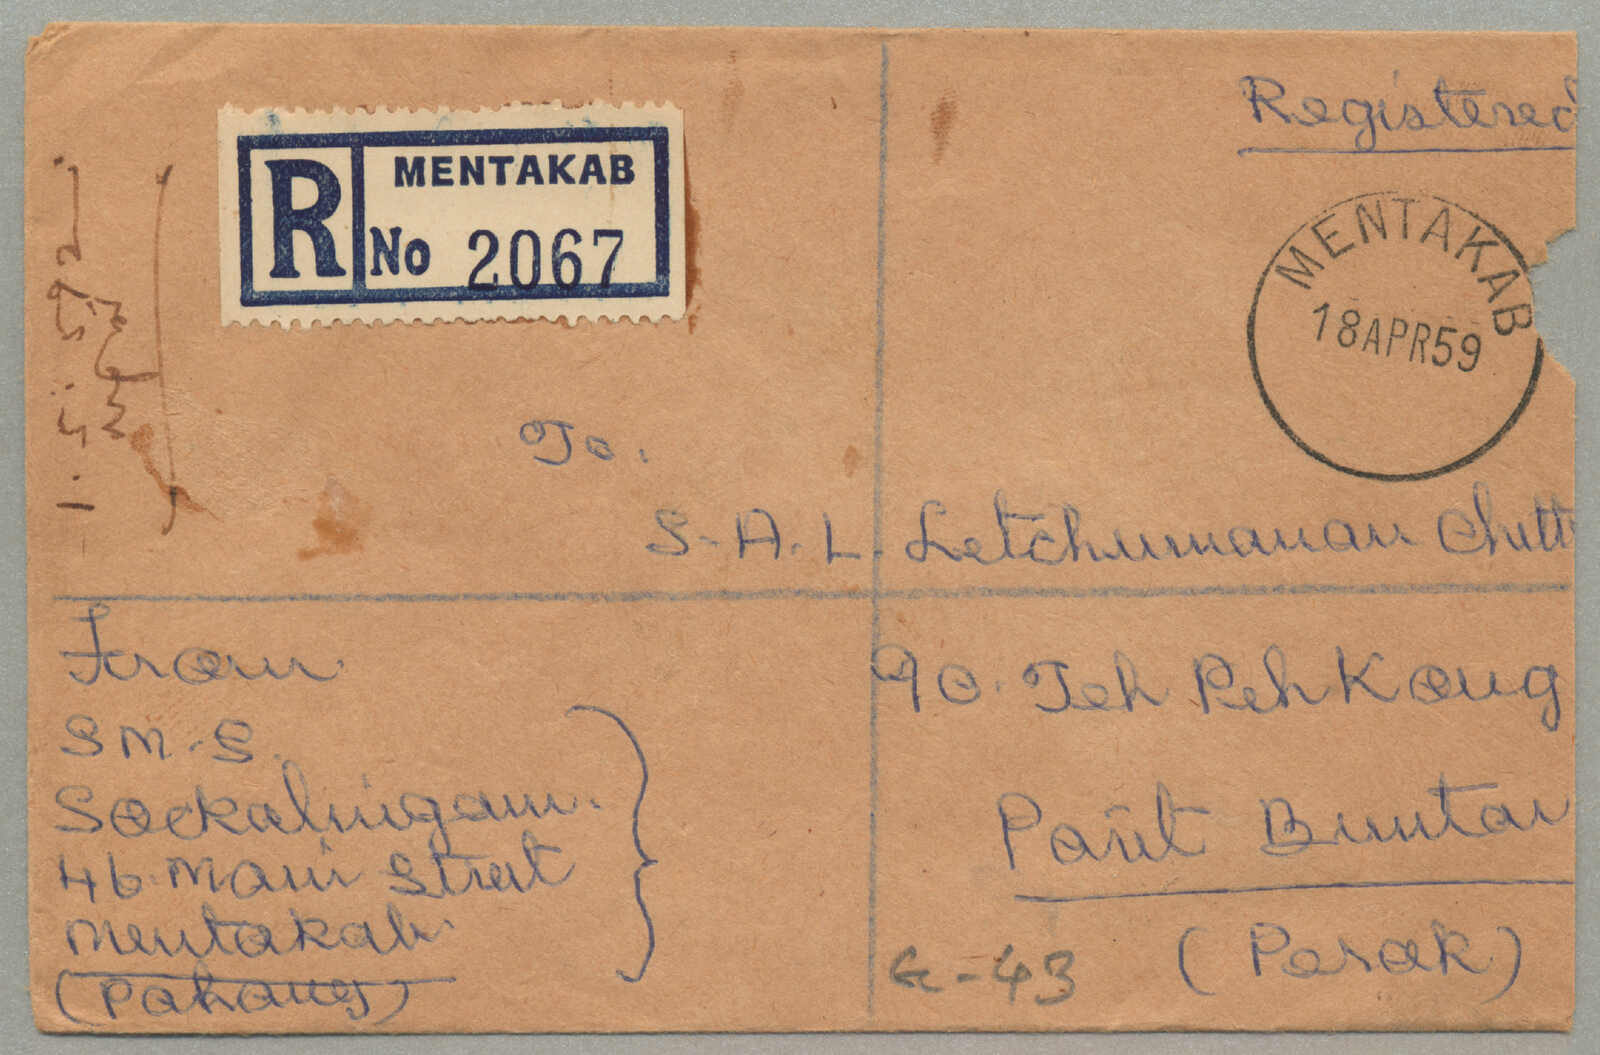 Registered
R MENTAKAB
No 2067
MENTAKAB
18APR59
To.
S. A. L. Letchumanan Chitt
90. Teh Peh Kong
Parit Buntar
(Perak)
From
S M. S.
Sockalingam.
46. Main Street
Mentakab.
(Pahang)
G-43